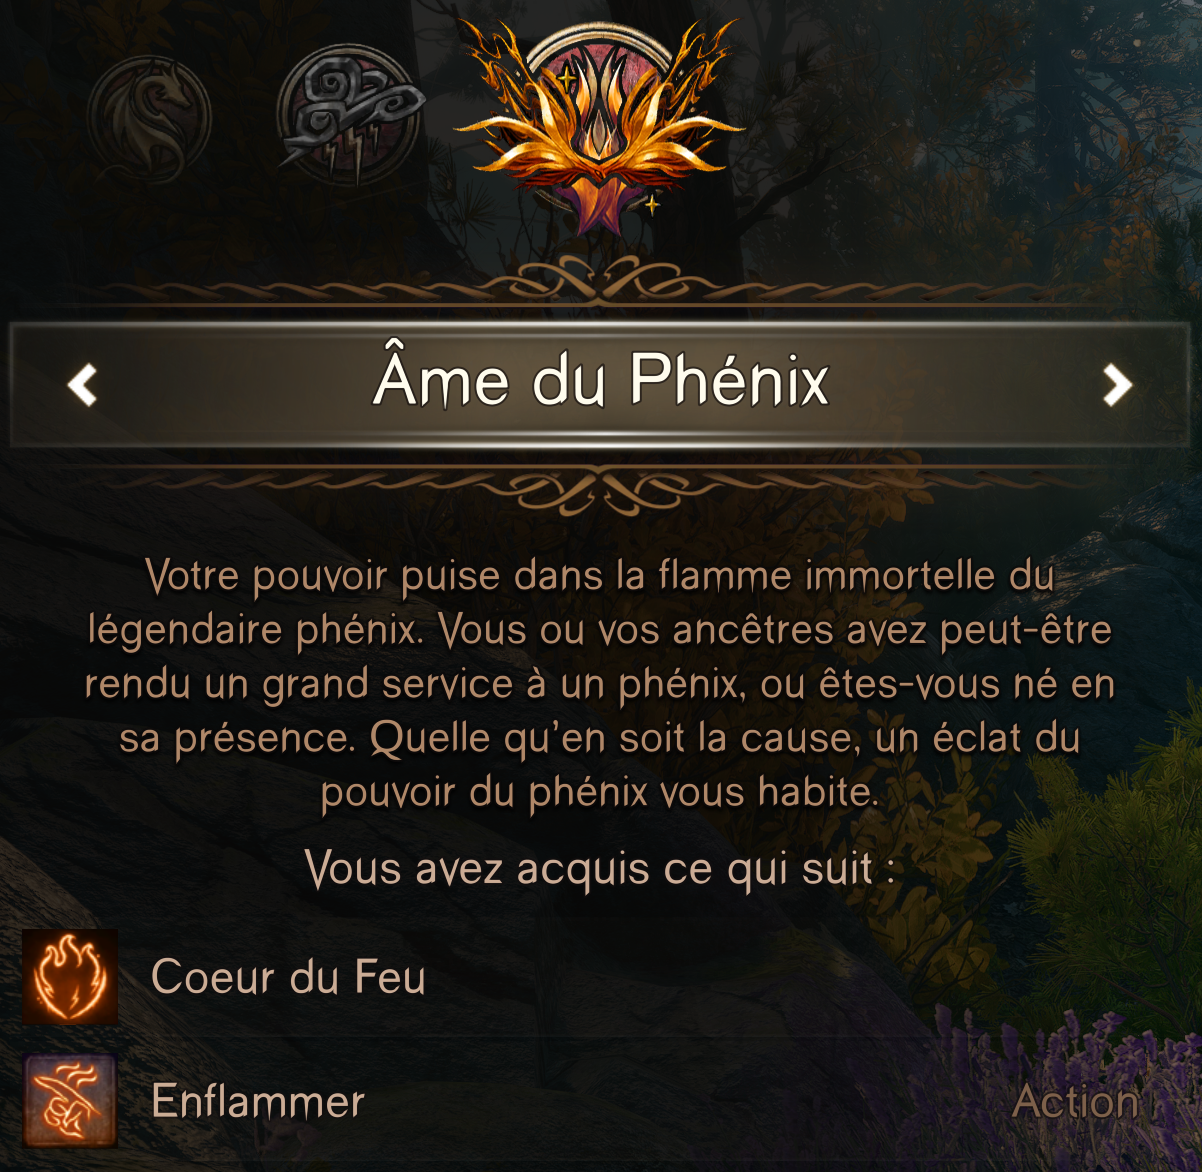 Âme du Phénix
Votre pouvoir puise dans la flamme immortelle du
légendaire phénix. Vous ou vos ancêtres avez peut-être
rendu un grand service à un phénix, ou êtes-vous né en
sa présence. Quelle qu'en soit la cause, un éclat du
pouvoir du phénix vous habite.
Vous avez acquis ce qui suit :
Coeur du Feu
Enflammer Action